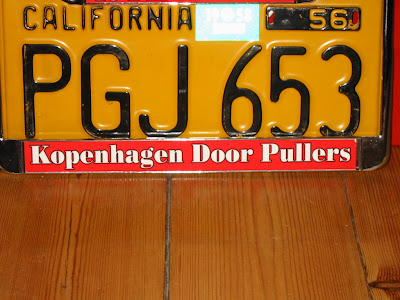 CALIFORNIA 56
PGJ 653
Kopenhagen Door Pullers